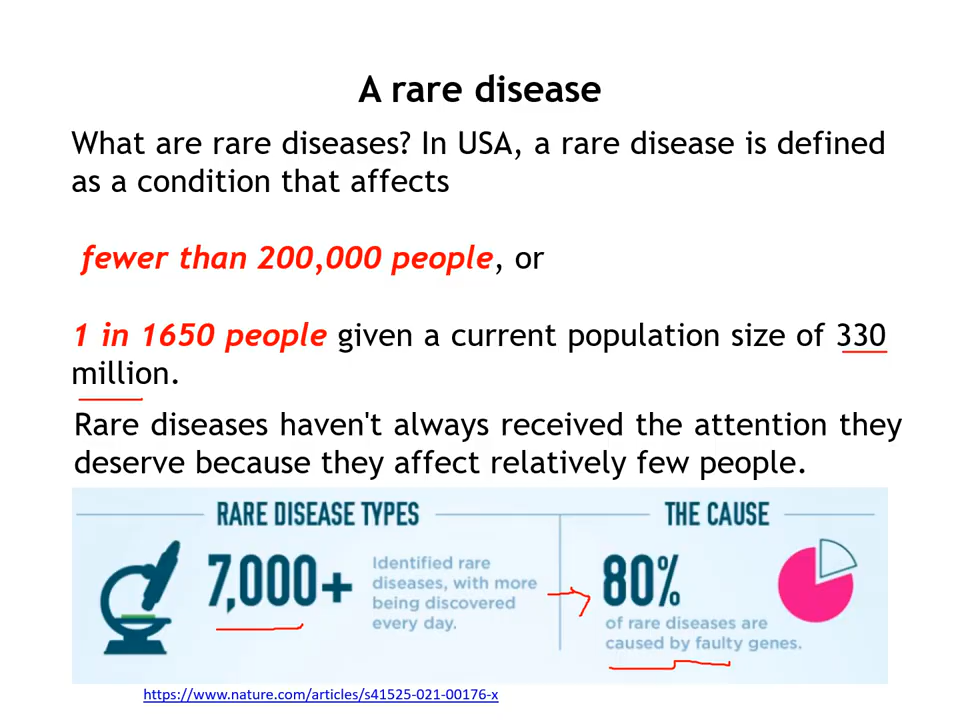 A rare disease
What are rare diseases? In USA, a rare disease is defined
as a condition that affects
fewer than 200,000 people, or
1 in 1650 people given a current population size of 330
million.
Rare diseases haven't always received the attention they
deserve because they affect relatively few people.
RARE DISEASE TYPES
7,000+
Identified rare
diseases, with more
being discovered
every day.
THE CAUSE
80%
of rare diseases are
caused by faulty genes.
https://www.nature.com/articles/s41525-021-00176-x